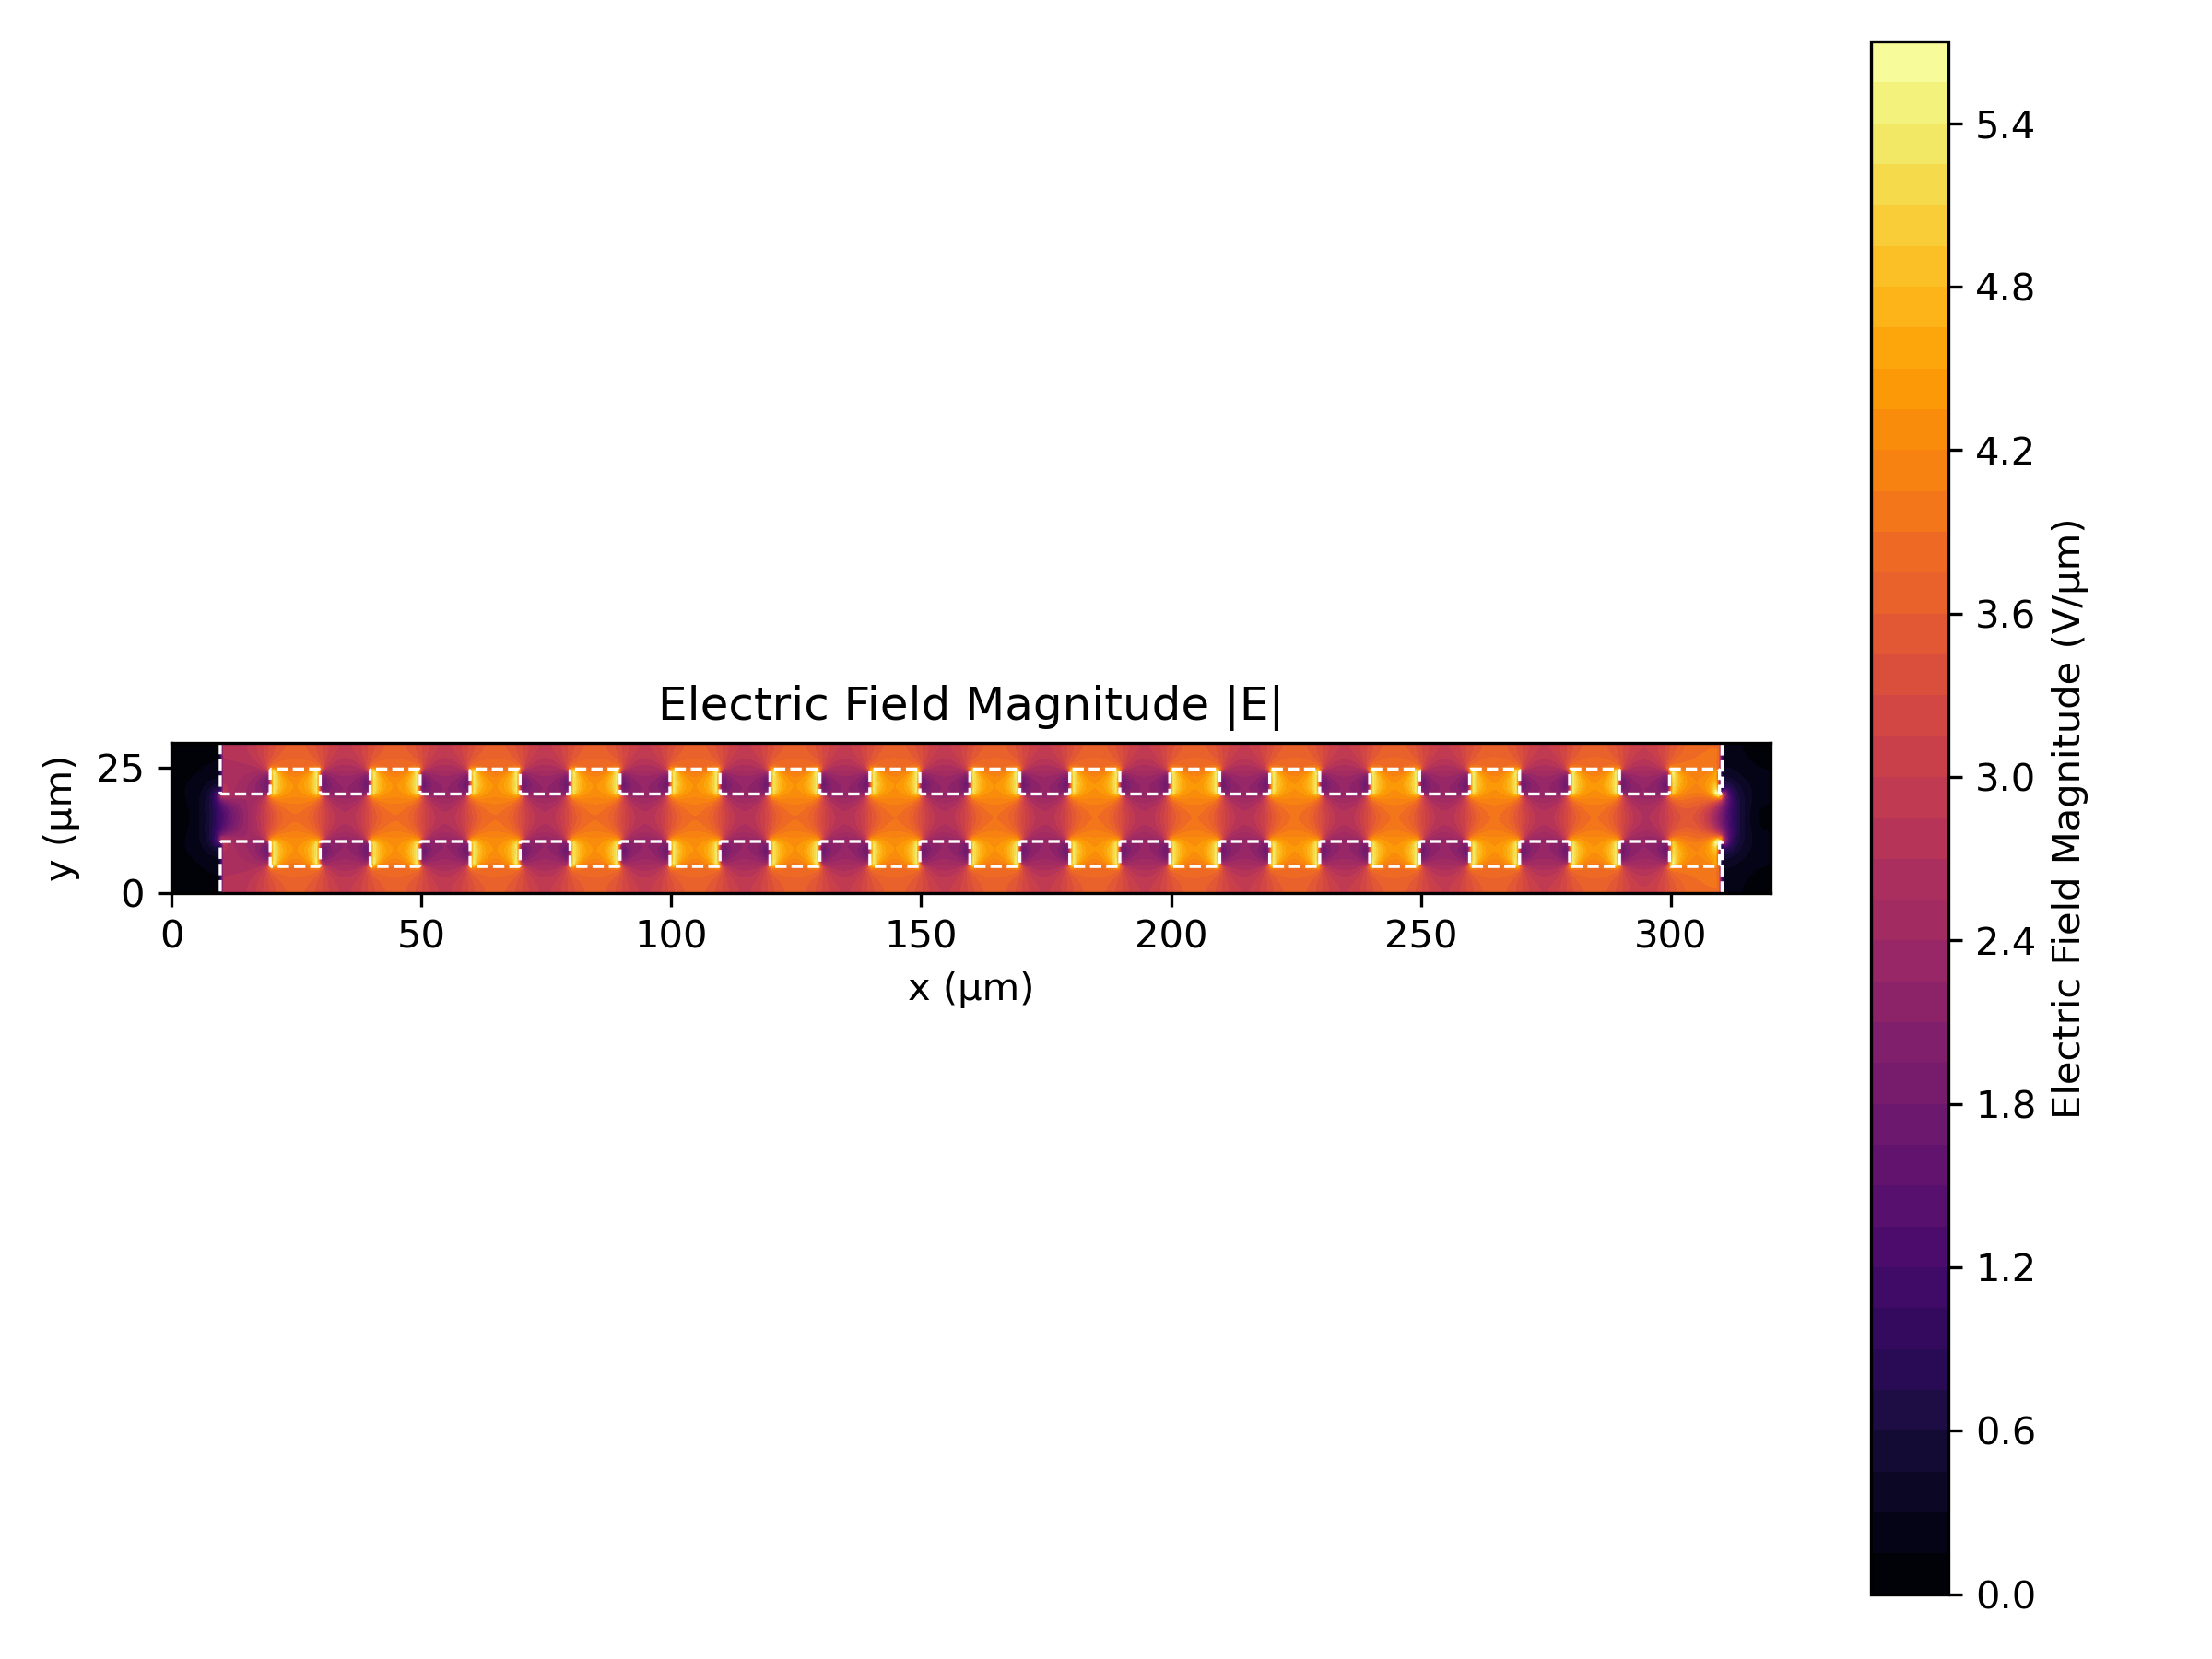 Electric Field Magnitude |E|
25
0
y (μm)
0 50 100 150 200 250 300
x (μm)
5.4
4.8
4.2
3.6
3.0
2.4
1.8
1.2
0.6
0.0
Electric Field Magnitude (V/μm)